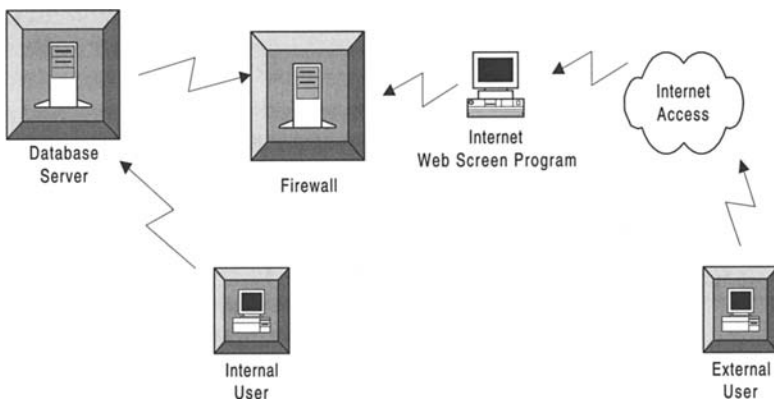 Database
Server
Firewall
Internet
Web Screen Program
Internet
Access
Internal
User
External
User